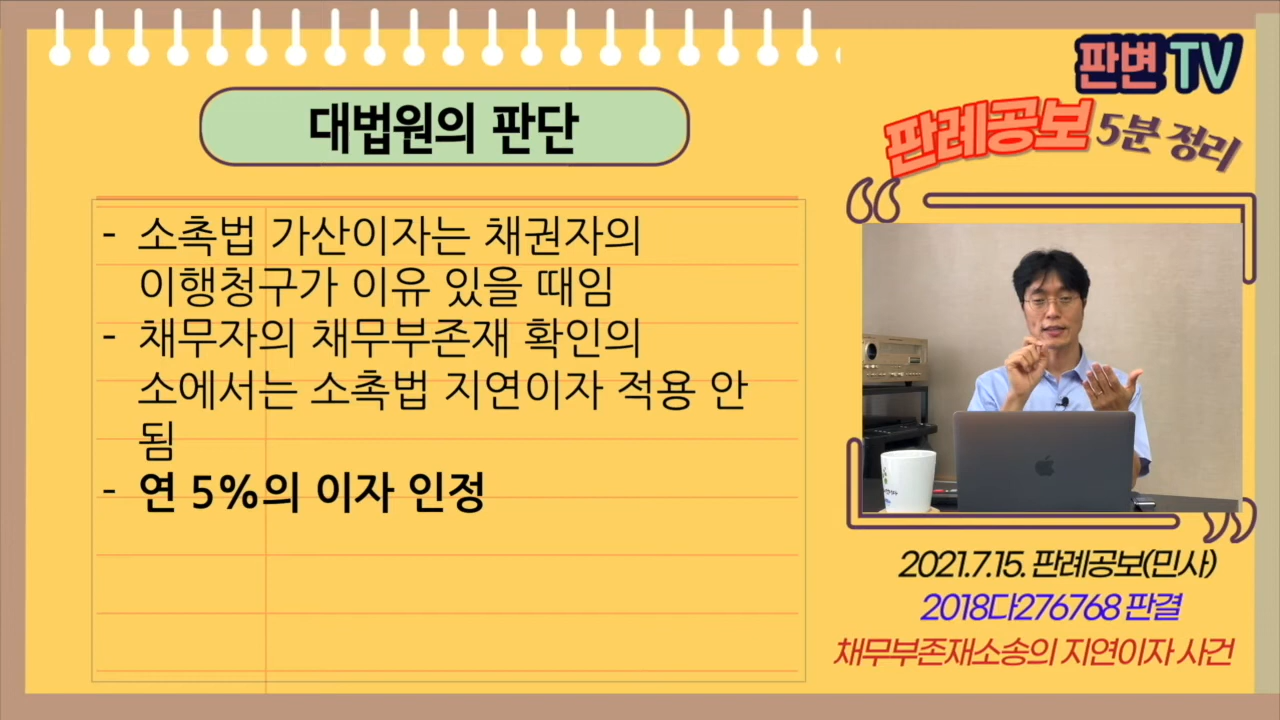 대법원의 판단
- 소촉법 가산이자는 채권자의
이행청구가 이유 있을 때임
- 채무자의 채무부존재 확인의
소에서는 소촉법 지연이자 적용 안
됨
- 연 5%의 이자 인정
판변 TV
판례공보 5분 정리
2021.7.15. 판례공보(민사)
2018다276768 판결
채무부존재소송의 지연이자 사건